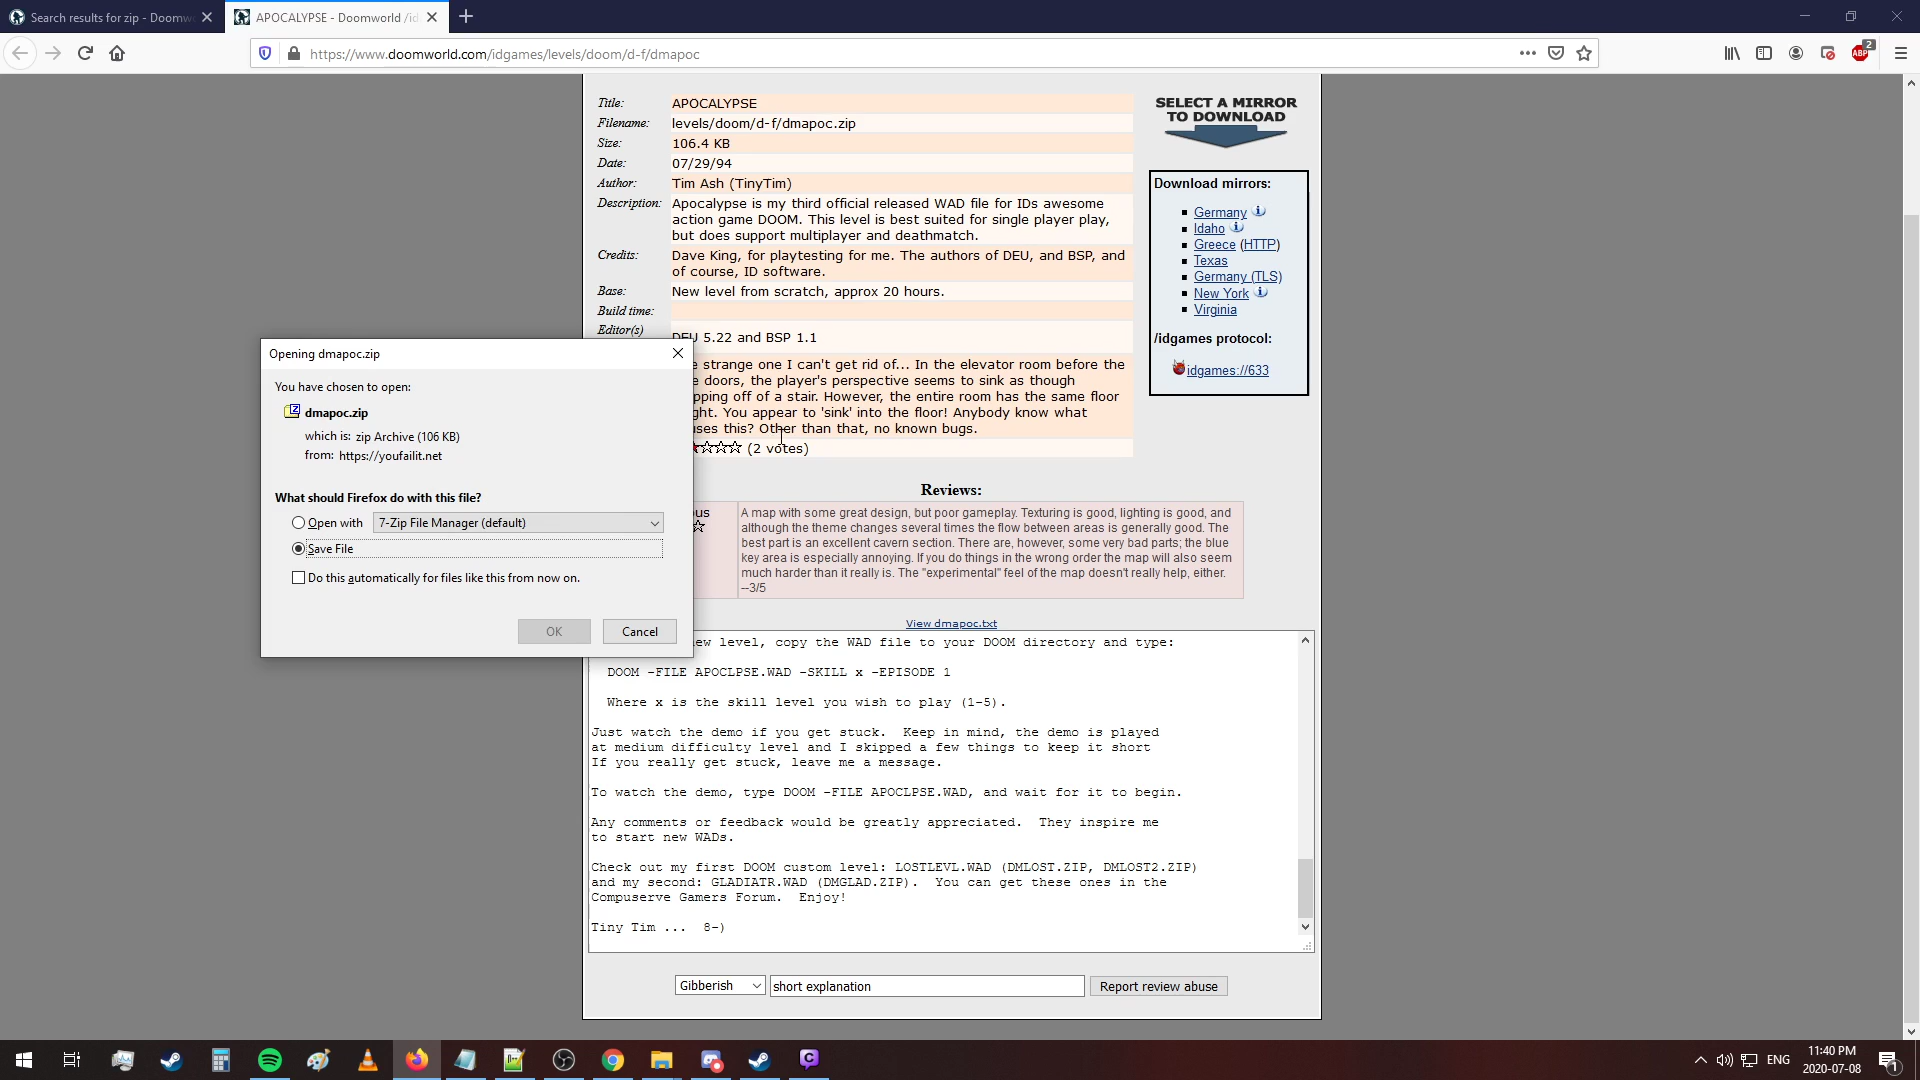 Search results for zip - Doomw
APOCALYPSE - Doomworld /id
https://www.doomworld.com/idgames/levels/doom/d-f/dmapoc
ABP
2
Title: APOCALYPSE
Filename: levels/doom/d-f/dmapoc.zip
Size: 106.4 KB
Date: 07/29/94
Author: Tim Ash (TinyTim)
Description: Apocalypse is my third official released WAD file for IDs awesome
action game DOOM. This level is best suited for single player play,
but does support multiplayer and deathmatch.
Credits: Dave King, for playtesting for me. The authors of DEU, and BSP, and
of course, ID software.
Base: New level from scratch, approx 20 hours.
Build time:
Editor(s)
DEU 5.22 and BSP 1.1
e strange one I can't get rid of... In the elevator room before the
e doors, the player's perspective seems to sink as though
pping off of a stair. However, the entire room has the same floor
ght. You appear to 'sink' into the floor! Anybody know what
uses this? Other than that, no known bugs.
(2 votes)
SELECT A MIRROR
TO DOWNLOAD
Download mirrors:
Germany
Idaho
Greece (HTTP)
Texas
Germany (TLS)
New York
Virginia
/idgames protocol:
idgames://633
Opening dmapoc.zip
You have chosen to open:
dmapoc.zip
which is: zip Archive (106 KB)
from: https://youfailit.net
What should Firefox do with this file?
Open with 7-Zip File Manager (default)
Save File
Do this automatically for files like this from now on.
OK Cancel
Reviews:
ous
A map with some great design, but poor gameplay. Texturing is good, lighting is good, and
although the theme changes several times the flow between areas is generally good. The
best part is an excellent cavern section. There are, however, some very bad parts; the blue
key area is especially annoying. If you do things in the wrong order the map will also seem
much harder than it really is. The "experimental" feel of the map doesn't really help, either.
--3/5
View dmapoc.txt
ew level, copy the WAD file to your DOOM directory and type:
DOOM -FILE APOCLPSE.WAD -SKILL x -EPISODE 1
Where x is the skill level you wish to play (1-5).
Just watch the demo if you get stuck. Keep in mind, the demo is played
at medium difficulty level and I skipped a few things to keep it short
If you really get stuck, leave me a message.
To watch the demo, type DOOM -FILE APOCLPSE.WAD, and wait for it to begin.
Any comments or feedback would be greatly appreciated. They inspire me
to start new WADs.
Check out my first DOOM custom level: LOSTLEVL.WAD (DMLOST.ZIP, DMLOST2.ZIP)
and my second: GLADIATR.WAD (DMGLAD.ZIP). You can get these ones in the
Compuserve Gamers Forum. Enjoy!
Tiny Tim ... 8-)
Gibberish short explanation Report review abuse
ENG
11:40 PM
2020-07-08
1